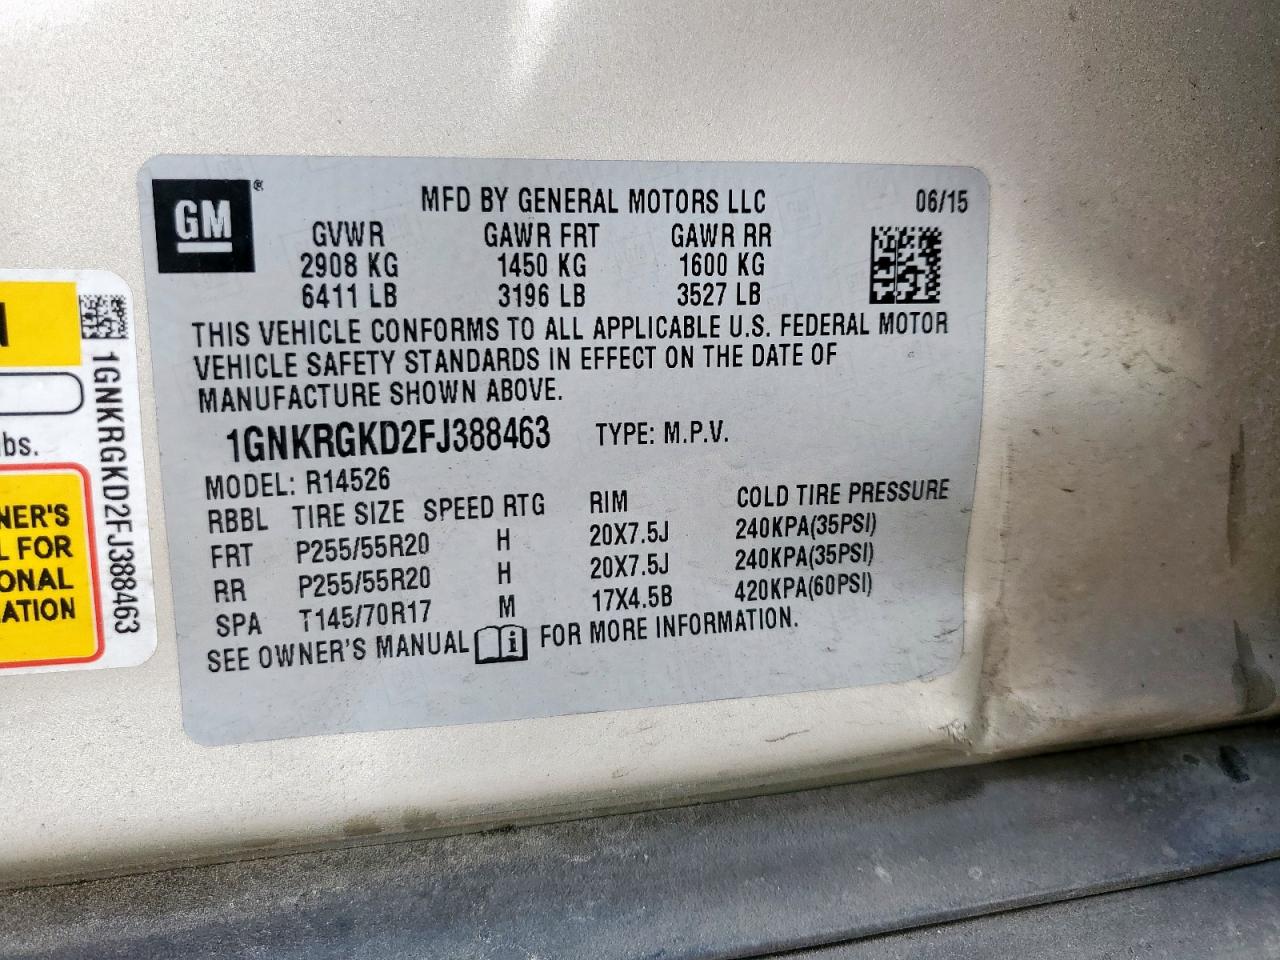 GM
®
MFD BY GENERAL MOTORS LLC 06/15
GVWR GAWR FRT GAWR RR
2908 KG 1450 KG 1600 KG
6411 LB 3196 LB 3527 LB
THIS VEHICLE CONFORMS TO ALL APPLICABLE U.S. FEDERAL MOTOR
VEHICLE SAFETY STANDARDS IN EFFECT ON THE DATE OF
MANUFACTURE SHOWN ABOVE.
1GNKRGKD2FJ388463 TYPE: M.P.V.
MODEL: R14526
RBBL TIRE SIZE SPEED RTG RIM COLD TIRE PRESSURE
FRT P255/55R20 H 20X7.5J 240KPA(35PSI)
RR P255/55R20 H 20X7.5J 240KPA(35PSI)
SPA T145/70R17 M 17X4.5B 420KPA(60PSI)
SEE OWNER'S MANUAL i FOR MORE INFORMATION.
1GNKRGKD2FJ388463
bs.
NER'S
L FOR
ONAL
ATION